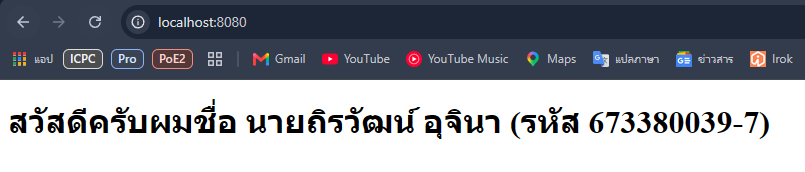 localhost:8080
แอป ICPC Pro PoE2 Gmail YouTube YouTube Music Maps แปลภาษา ข่าวสาร Irok
สวัสดีครับผมชื่อ นายถิรวัฒน์ อุจินา (รหัส 673380039-7)